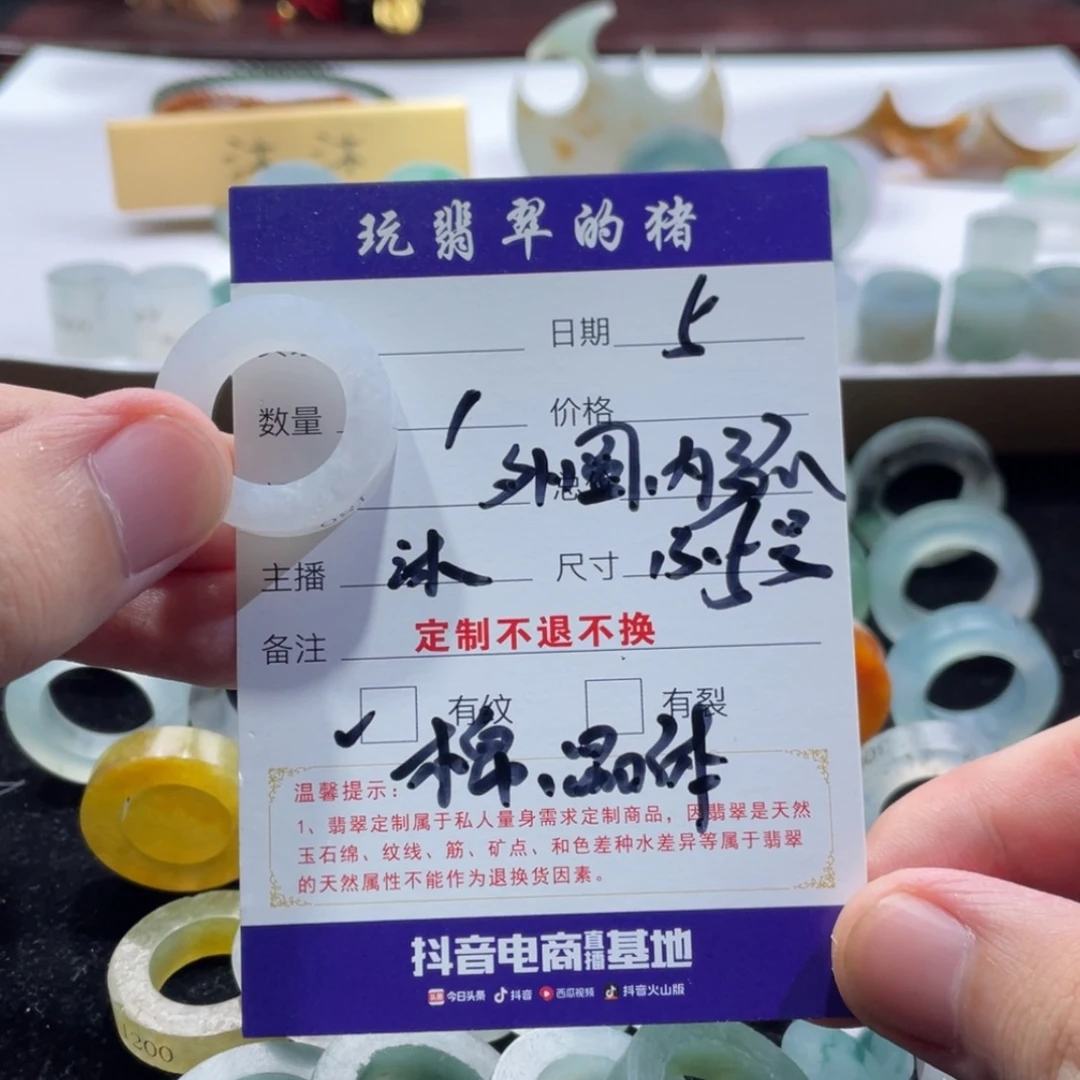 玩翡翠的猪
日期 5
数量 1 价格
外圆.内弧
主播 沐 尺寸 15.5号
备注 定制不退不换
有纹 有裂
棉、
温馨提示：
1、翡翠定制属于私人量身需求定制商品，因翡翠是天然
玉石绵、纹线、筋、矿点、和色差种水差异等属于翡翠
的天然属性不能作为退换货因素。
抖音电商直播基地
今日头条 抖音 西瓜视频 抖音火山版
1200